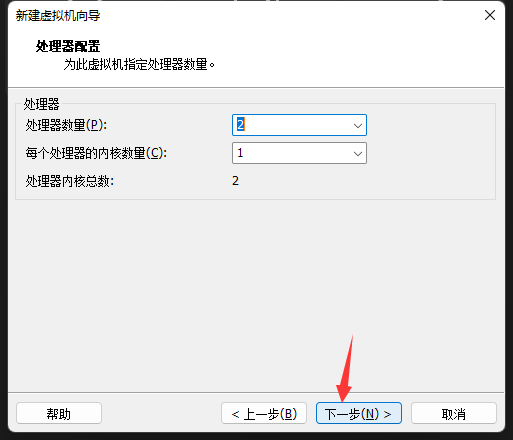 新建虚拟机向导
处理器配置
为此虚拟机指定处理器数量。
处理器
处理器数量(P): 2
每个处理器的内核数量(C): 1
处理器内核总数: 2
帮助 < 上一步(B) 下一步(N) > 取消